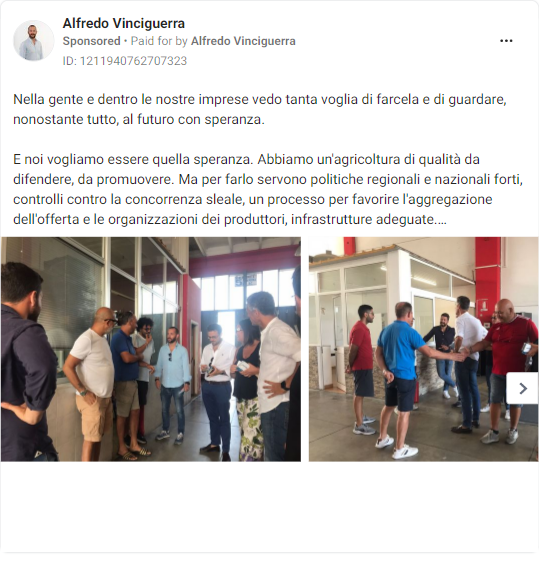 Alfredo Vinciguerra
Sponsored • Paid for by Alfredo Vinciguerra
ID: 1211940762707323
Nella gente e dentro le nostre imprese vedo tanta voglia di farcela e di guardare,
nonostante tutto, al futuro con speranza.
E noi vogliamo essere quella speranza. Abbiamo un'agricoltura di qualità da
difendere, da promuovere. Ma per farlo servono politiche regionali e nazionali forti,
controlli contro la concorrenza sleale, un processo per favorire l'aggregazione
dell'offerta e le organizzazioni dei produttori, infrastrutture adeguate....